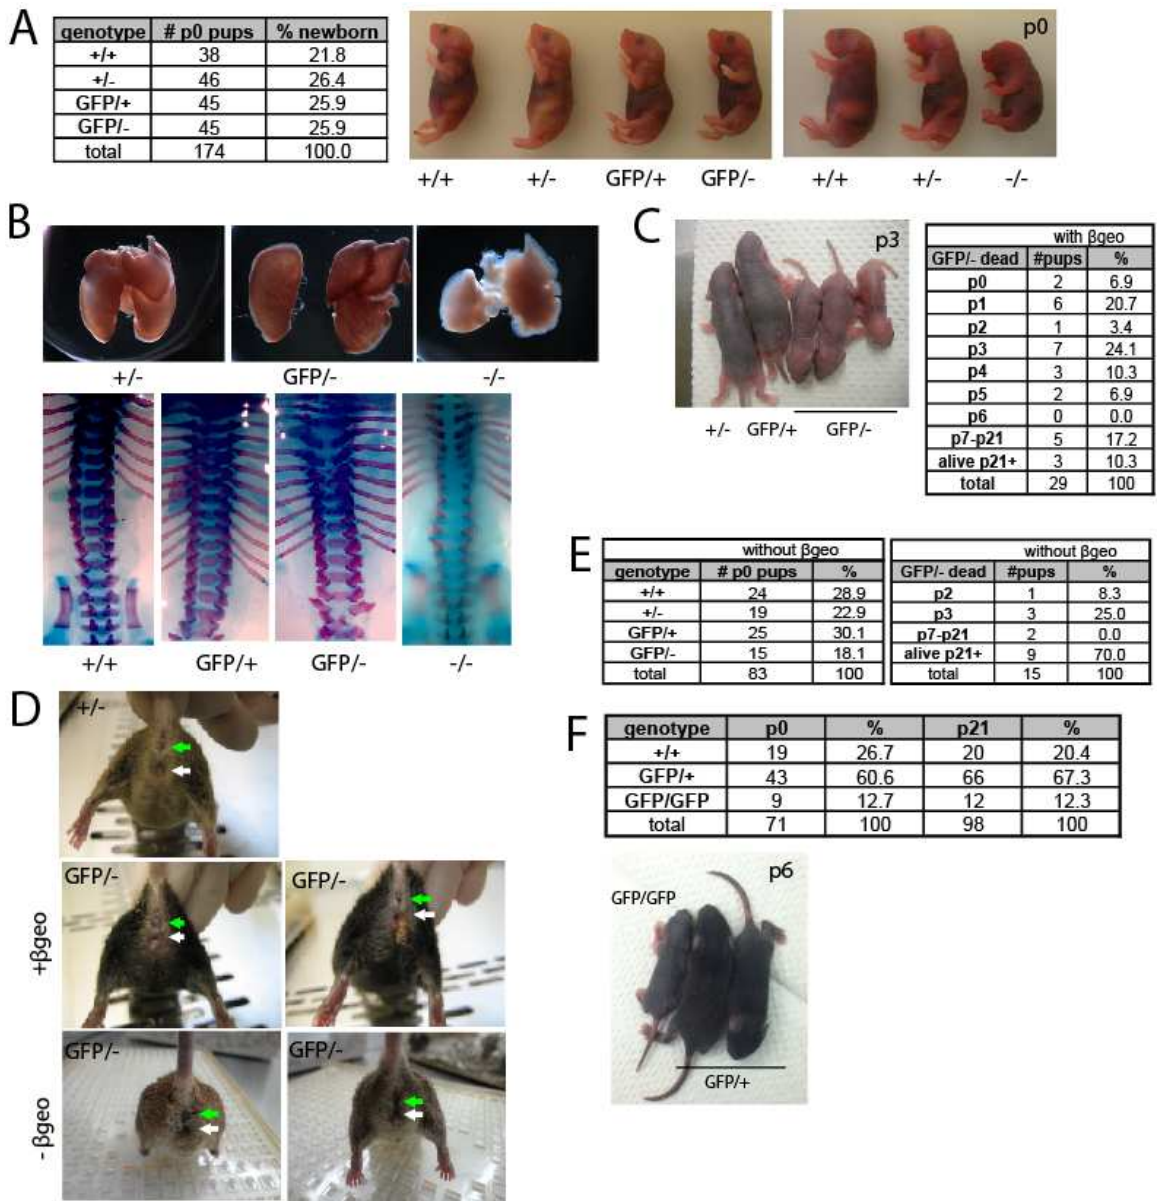 A
genotype # p0 pups % newborn
+/+ 38 21.8
+/- 46 26.4
GFP/+ 45 25.9
GFP/- 45 25.9
total 174 100.0
p0
+/+ +/- GFP/+ GFP/- +/+ +/- -/-
B
+/- GFP/- -/-
+/+ GFP/+ GFP/- -/-
C
p3
+/- GFP/+ GFP/-
with βgeo
GFP/- dead #pups %
p0 2 6.9
p1 6 20.7
p2 1 3.4
p3 7 24.1
p4 3 10.3
p5 2 6.9
p6 0 0.0
p7-p21 5 17.2
alive p21+ 3 10.3
total 29 100
D
+/-
GFP/- GFP/-
+βgeo
GFP/- GFP/-
-βgeo
E
without βgeo
genotype # p0 pups %
+/+ 24 28.9
+/- 19 22.9
GFP/+ 25 30.1
GFP/- 15 18.1
total 83 100
without βgeo
GFP/- dead #pups %
p2 1 8.3
p3 3 25.0
p7-p21 2 0.0
alive p21+ 9 70.0
total 15 100
F
genotype p0 % p21 %
+/+ 19 26.7 20 20.4
GFP/+ 43 60.6 66 67.3
GFP/GFP 9 12.7 12 12.3
total 71 100 98 100
p6
GFP/GFP
GFP/+